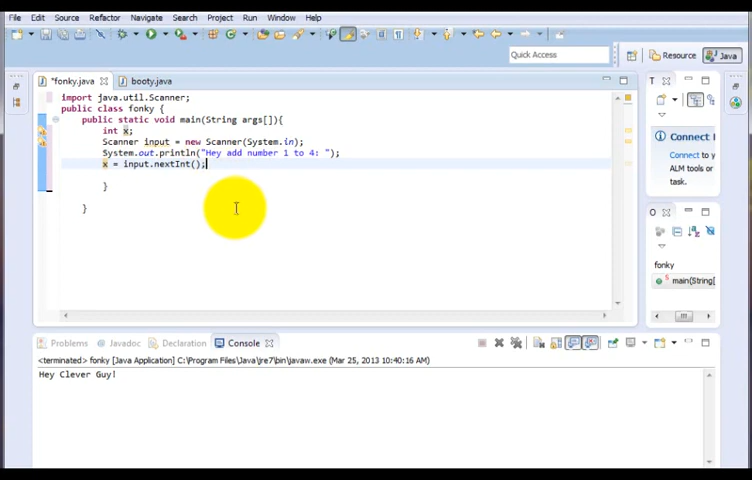 File Edit Source Refactor Navigate Search Project Run Window Help
Quick Access
Resource
Java
*fonky.java
booty.java
import java.util.Scanner;
public class fonky {
public static void main(String args[]){
int x;
Scanner input = new Scanner(System.in);
System.out.println("Hey add number 1 to 4: ");
x = input.nextInt();
}
}
T
Connect
Connect to y
ALM tools or
task.
O
fonky
main(String[
Problems
Javadoc
Declaration
Console
<terminated> fonky [Java Application] C:\Program Files\Java\jre7\bin\javaw.exe (Mar 25, 2013 10:40:16 AM)
Hey Clever Guy!